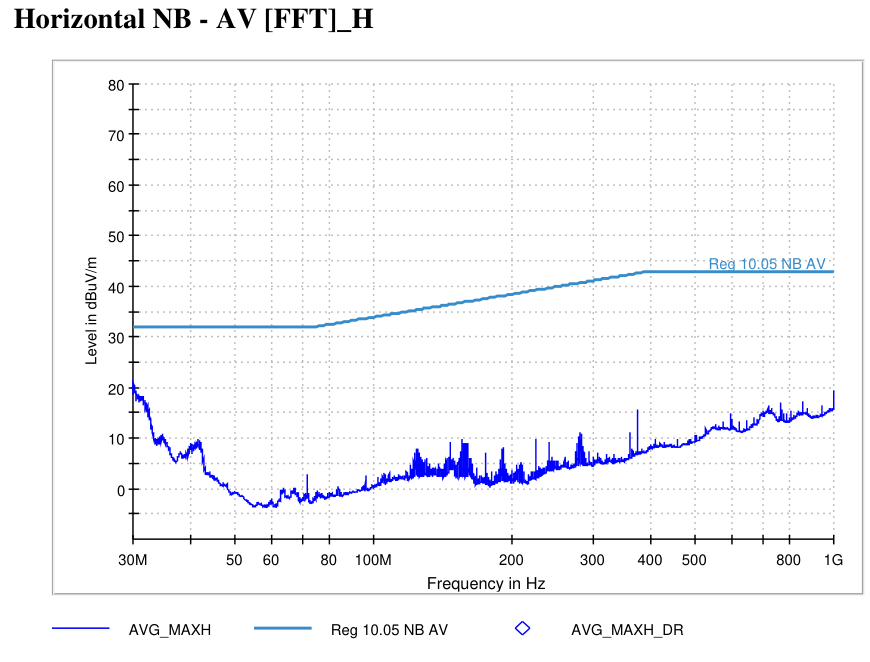 Horizontal NB - AV [FFT]_H
80
70
60
50
40
30
20
10
0
Level in dBuV/m
Reg 10.05 NB AV
30M 50 60 80 100M 200 300 400 500 800 1G
Frequency in Hz
AVG_MAXH Reg 10.05 NB AV AVG_MAXH_DR